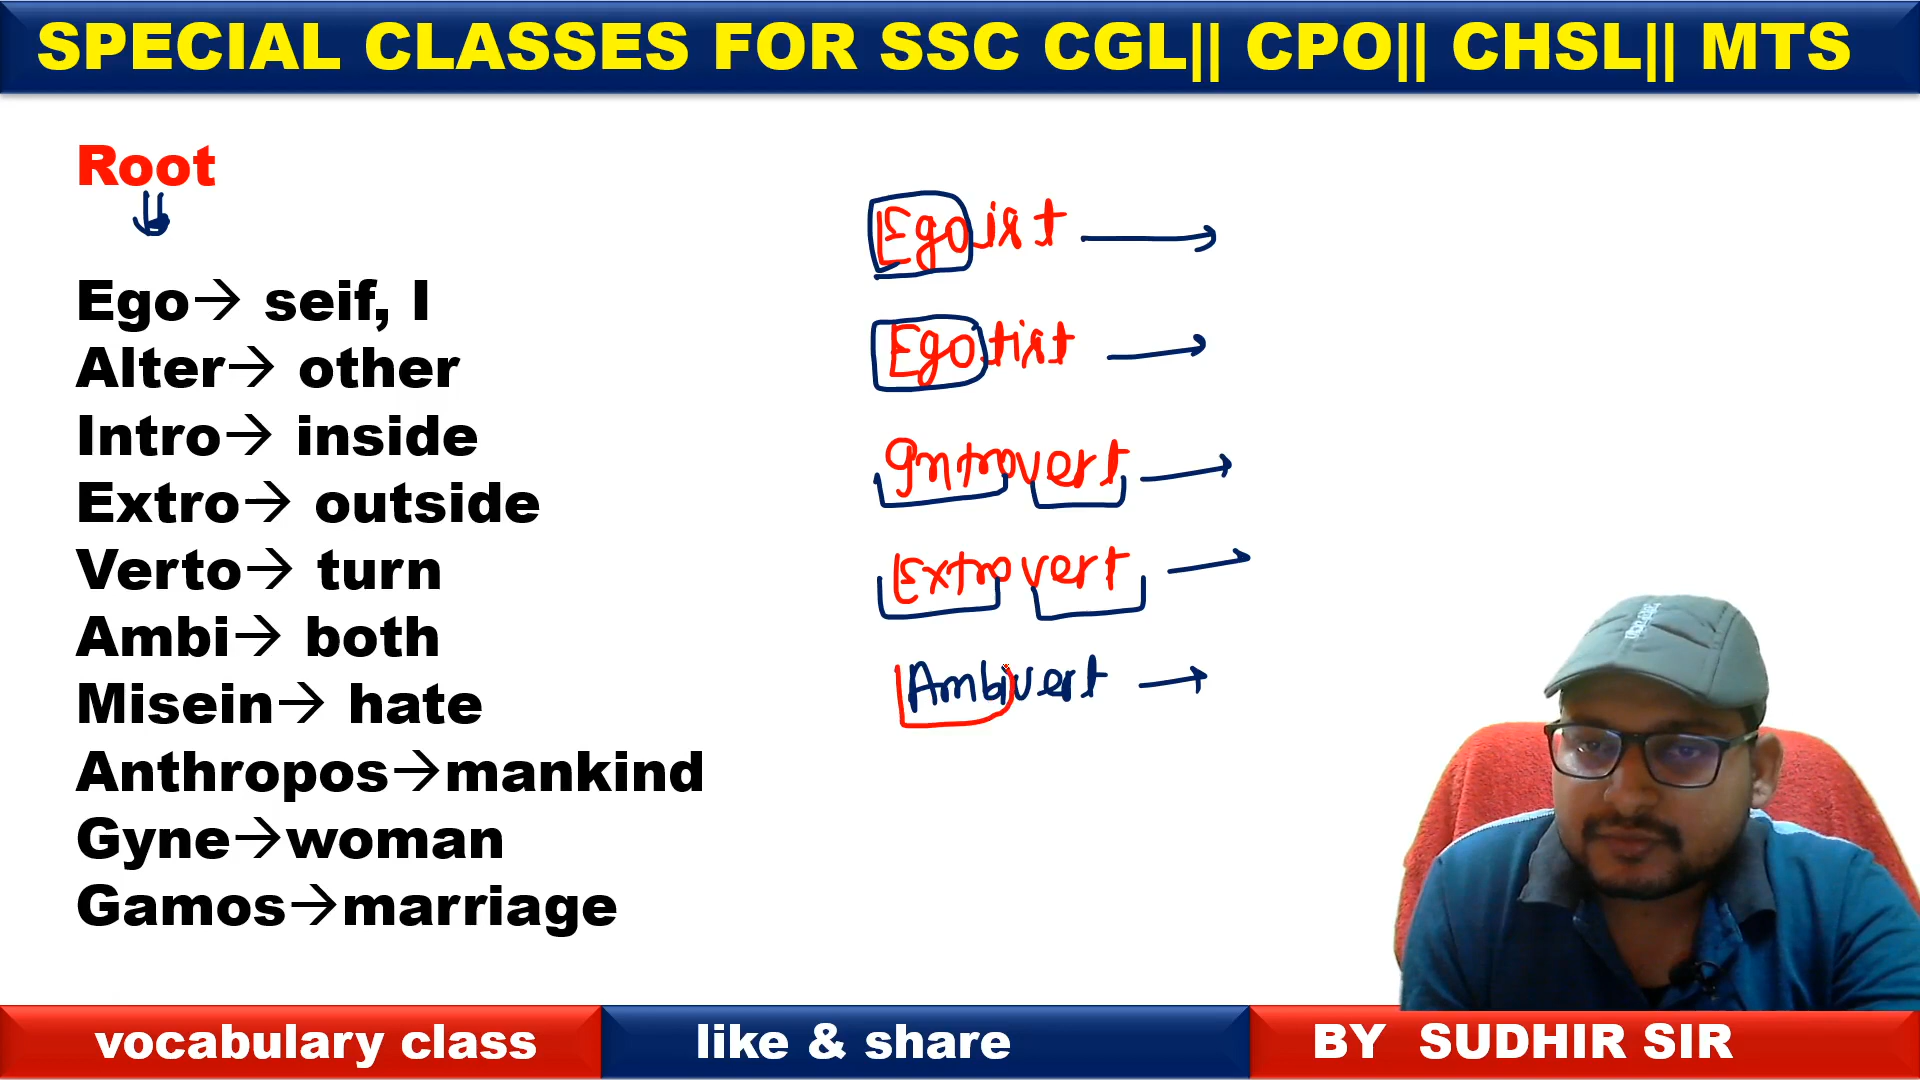 SPECIAL CLASSES FOR SSC CGL|| CPO|| CHSL|| MTS
Root
Ego→ seif, I
Alter→ other
Intro→ inside
Extro→ outside
Verto→ turn
Ambi→ both
Misein→ hate
Anthropos→mankind
Gyne→woman
Gamos→marriage
Egoist →
Egotist →
Introvert →
Extrovert →
Ambivert →
vocabulary class
like & share
BY SUDHIR SIR